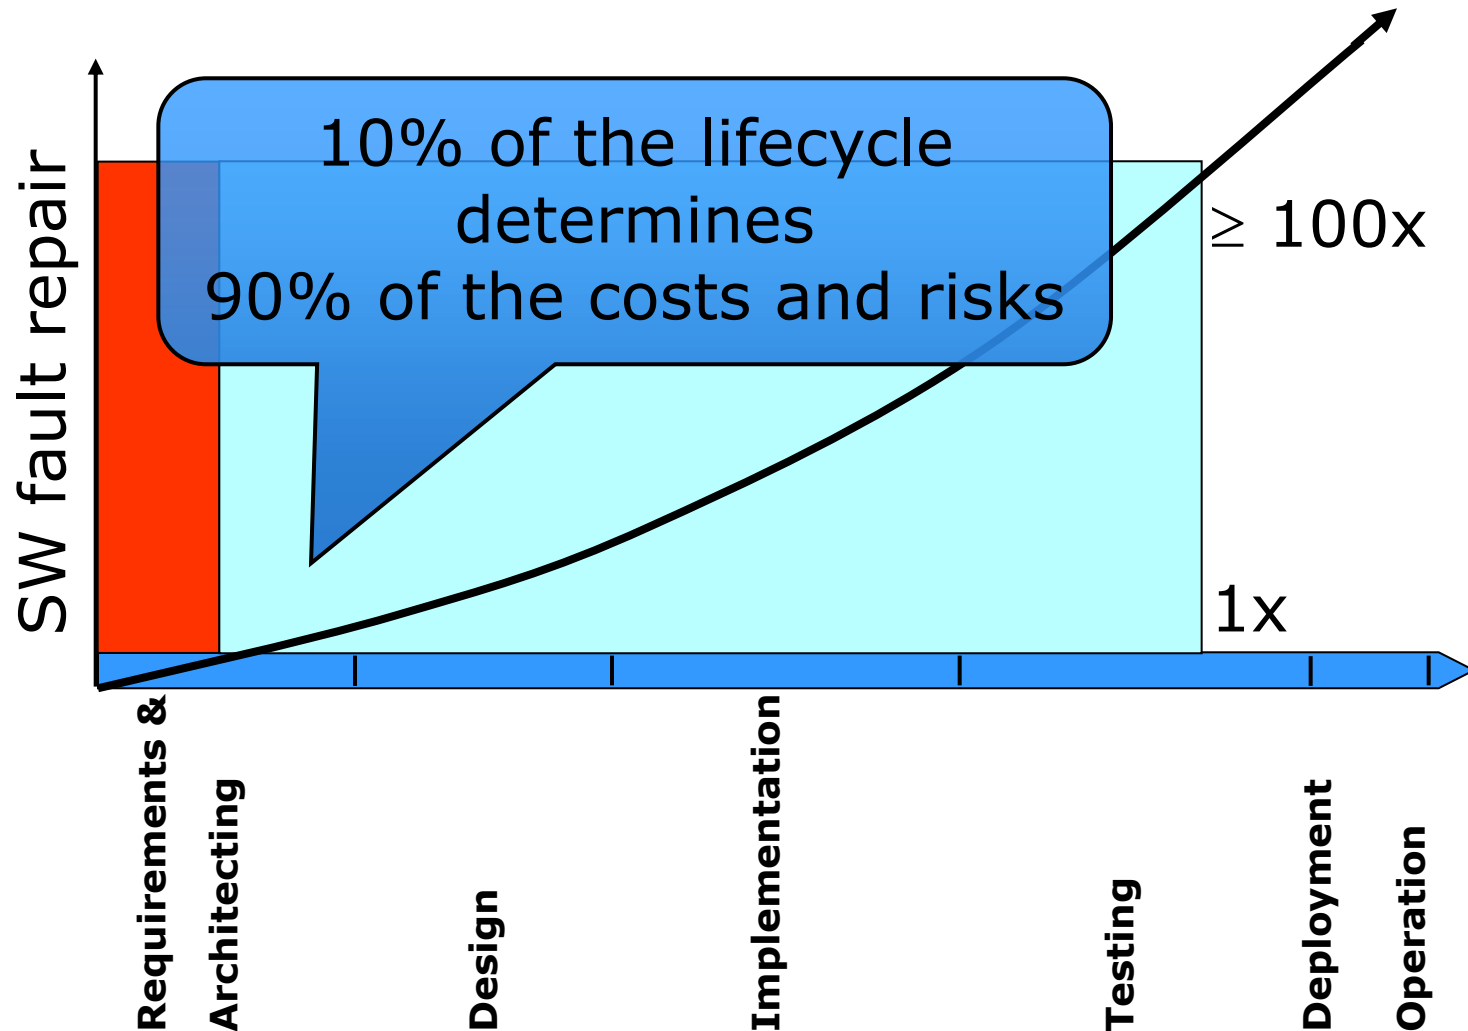 10% of the lifecycle
determines
90% of the costs and risks
SW fault repair
≥ 100x
1x
Requirements &
Architecting
Design
Implementation
Testing
Deployment
Operation